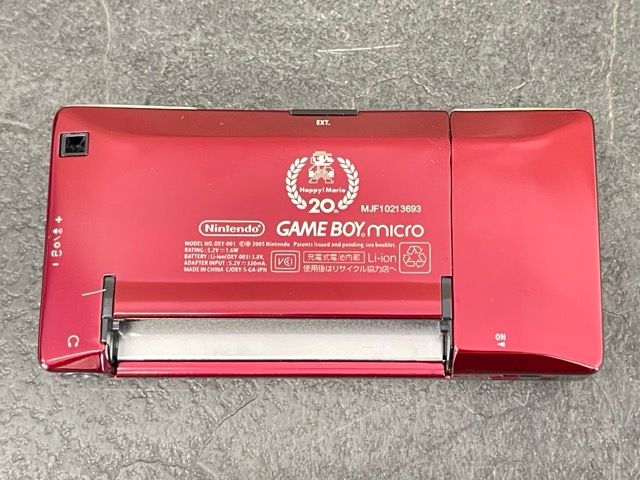 EXT.
Happy! Mario
20th
MJF10213693
Nintendo
GAME BOY micro
MODEL NO. OXY-001 ©® 2005 Nintendo Patents issued and pending, see booklet.
RATING : 5.2V⎓1.6W
BATTERY : Li-ion(OXY-003) 3.8V,
ADAPTER INPUT : 5.2V⎓320mA
MADE IN CHINA C/OXY-S-GA-JPN
VCI
充電式電池内蔵
使用後はリサイクル協力店へ
Li-ion
+
−
ON